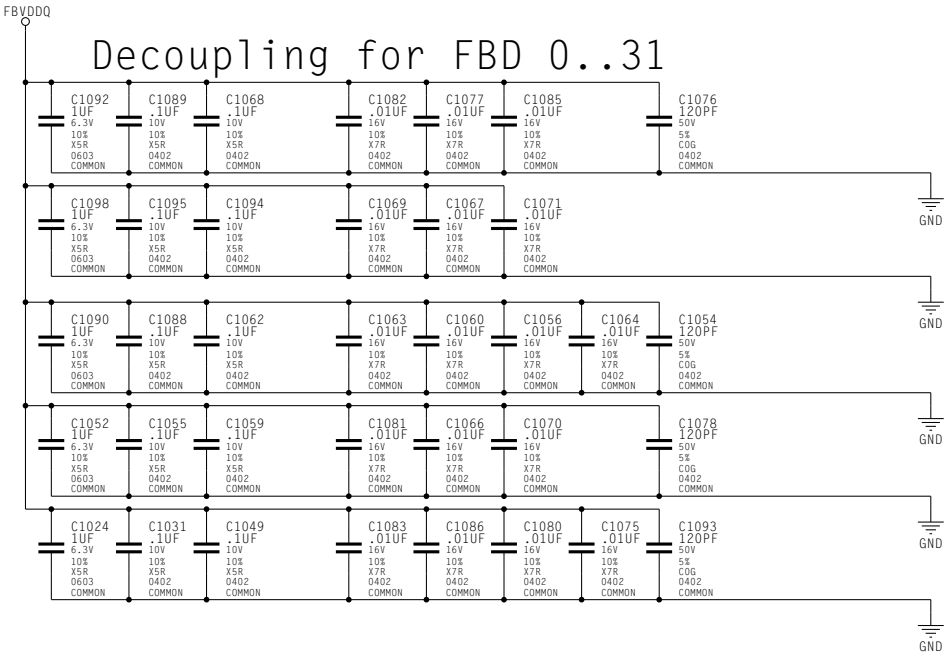 FBVDDQ
Decoupling for FBD 0..31
C1092 C1089 C1068 C1082 C1077 C1085 C1076
1UF .1UF .1UF .01UF .01UF .01UF 120PF
6.3V 10V 10V 16V 16V 16V 50V
10% 10% 10% 10% 10% 10% 5%
X5R X5R X5R X7R X7R X7R COG
0603 0402 0402 0402 0402 0402 0402
COMMON COMMON COMMON COMMON COMMON COMMON COMMON
GND
C1098 C1095 C1094 C1069 C1067 C1071
1UF .1UF .1UF .01UF .01UF .01UF
6.3V 10V 10V 16V 16V 16V
10% 10% 10% 10% 10% 10%
X5R X5R X5R X7R X7R X7R
0603 0402 0402 0402 0402 0402
COMMON COMMON COMMON COMMON COMMON COMMON
GND
C1090 C1088 C1062 C1063 C1060 C1056 C1064 C1054
1UF .1UF .1UF .01UF .01UF .01UF .01UF 120PF
6.3V 10V 10V 16V 16V 16V 16V 50V
10% 10% 10% 10% 10% 10% 10% 5%
X5R X5R X5R X7R X7R X7R X7R COG
0603 0402 0402 0402 0402 0402 0402 0402
COMMON COMMON COMMON COMMON COMMON COMMON COMMON COMMON
GND
C1052 C1055 C1059 C1081 C1066 C1070 C1078
1UF .1UF .1UF .01UF .01UF .01UF 120PF
6.3V 10V 10V 16V 16V 16V 50V
10% 10% 10% 10% 10% 10% 5%
X5R X5R X5R X7R X7R X7R COG
0603 0402 0402 0402 0402 0402 0402
COMMON COMMON COMMON COMMON COMMON COMMON COMMON
GND
C1024 C1031 C1049 C1083 C1086 C1080 C1075 C1093
1UF .1UF .1UF .01UF .01UF .01UF .01UF 120PF
6.3V 10V 10V 16V 16V 16V 16V 50V
10% 10% 10% 10% 10% 10% 10% 5%
X5R X5R X5R X7R X7R X7R X7R COG
0603 0402 0402 0402 0402 0402 0402 0402
COMMON COMMON COMMON COMMON COMMON COMMON COMMON COMMON
GND